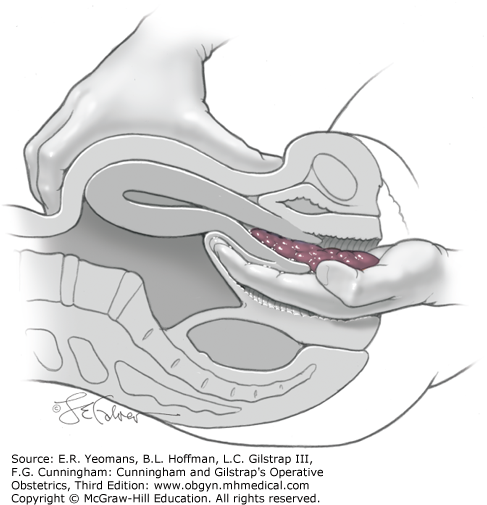 ©
Source: E.R. Yeomans, B.L. Hoffman, L.C. Gilstrap III,
F.G. Cunningham: Cunningham and Gilstrap's Operative
Obstetrics, Third Edition: www.obgyn.mhmedical.com
Copyright © McGraw-Hill Education. All rights reserved.